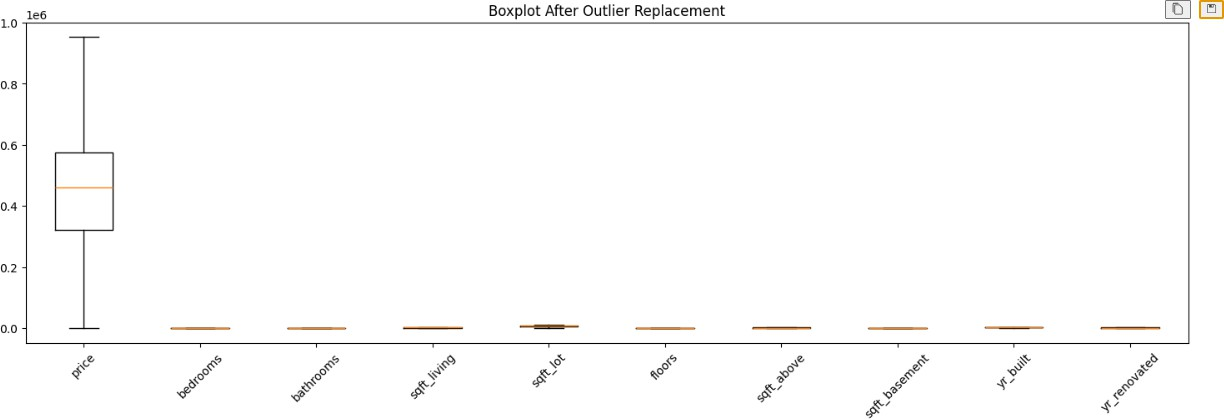 Boxplot After Outlier Replacement
1e6
1.0
0.8
0.6
0.4
0.2
0.0
price
bedrooms
bathrooms
sqft_living
sqft_lot
floors
sqft_above
sqft_basement
yr_built
yr_renovated